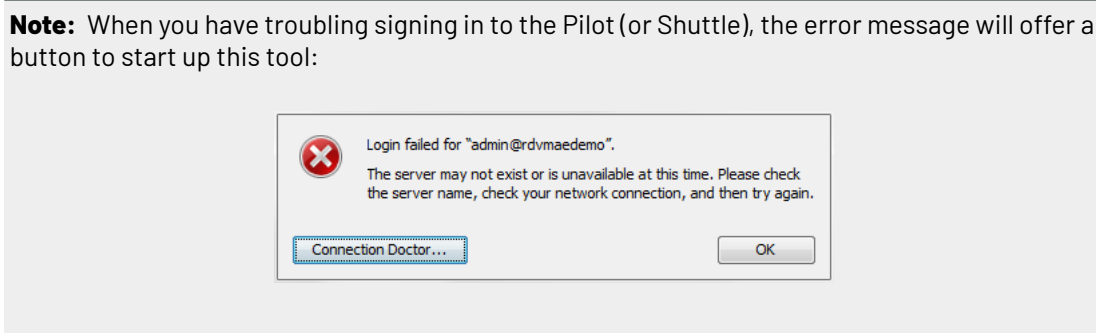 Note: When you have troubling signing in to the Pilot (or Shuttle), the error message will offer a
button to start up this tool:
Login failed for "admin@rdvmaedemo".
The server may not exist or is unavailable at this time. Please check
the server name, check your network connection, and then try again.
Connection Doctor...
OK